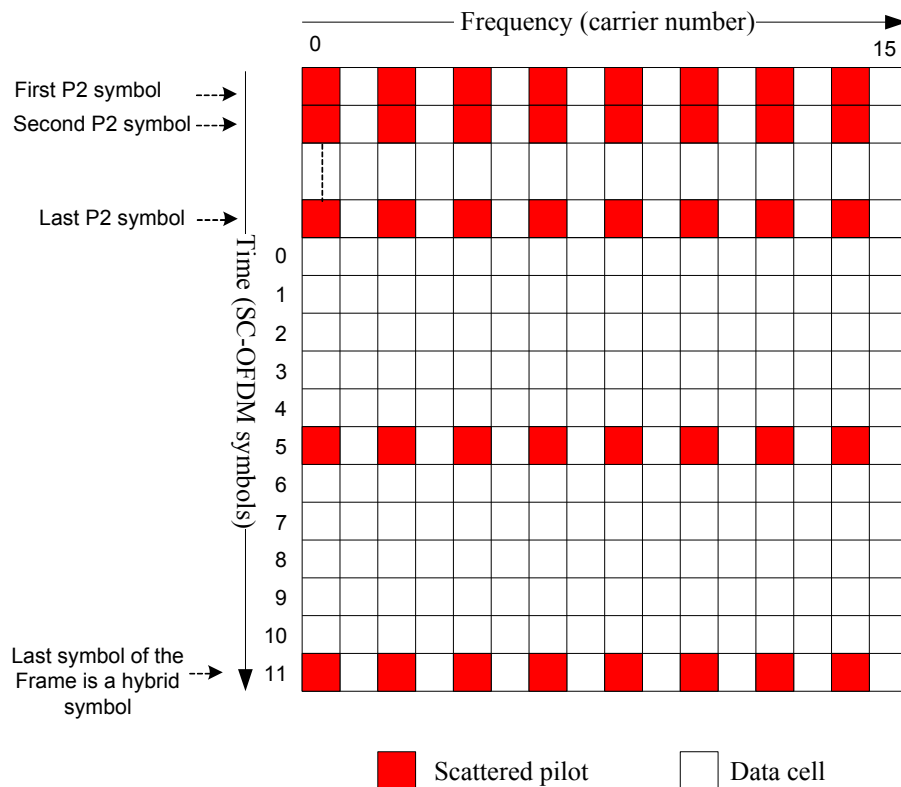 Frequency (carrier number)
0
15
First P2 symbol
Second P2 symbol
Last P2 symbol
Time (SC-OFDM symbols)
0
1
2
3
4
5
6
7
8
9
10
11
Last symbol of the
Frame is a hybrid
symbol
Scattered pilot
Data cell